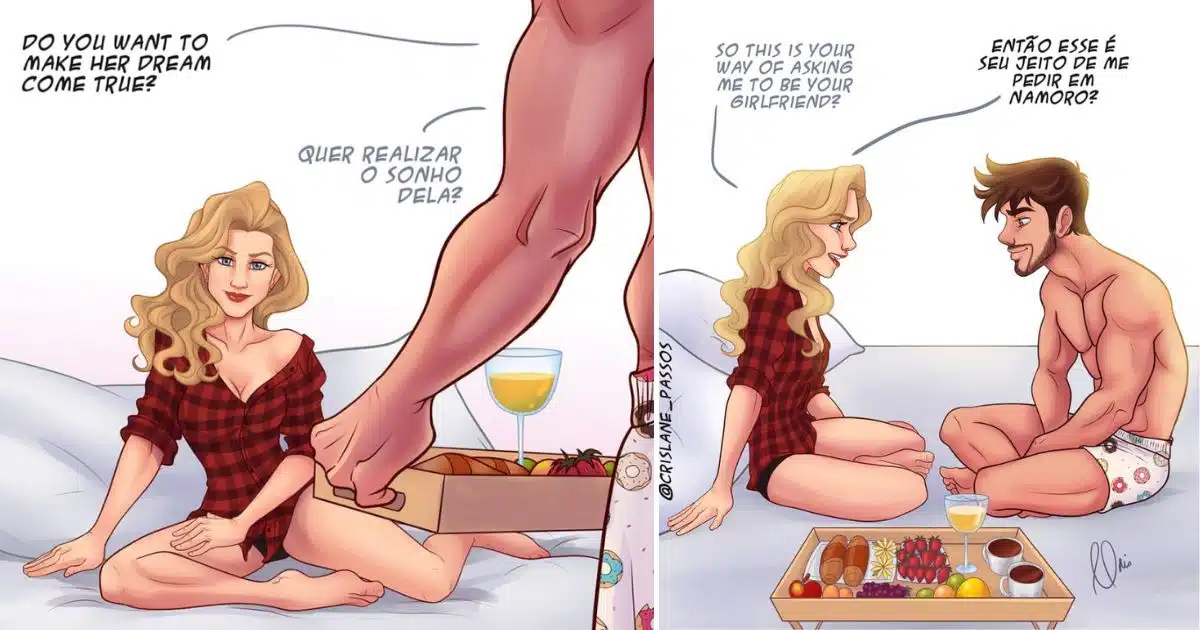 DO YOU WANT TO
MAKE HER DREAM
COME TRUE?
QUER REALIZAR
O SONHO
DELA?
SO THIS IS YOUR
WAY OF ASKING
ME TO BE YOUR
GIRLFRIEND?
ENTÃO ESSE É
SEU JEITO DE ME
PEDIR EM
NAMORO?
@CRISLANE_PASSOS